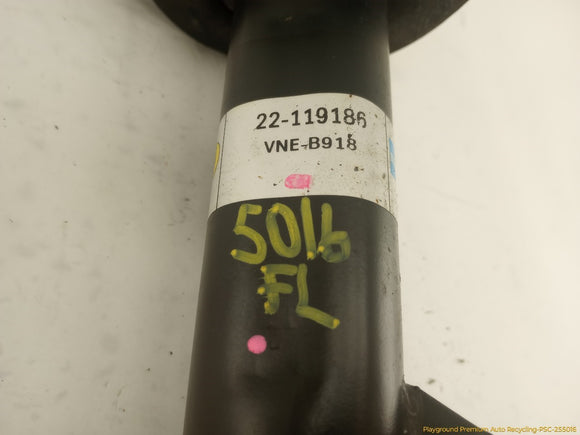 22-119186
VNE-B918
5016
FL
Playground Premium Auto Recycling-PSC-255016